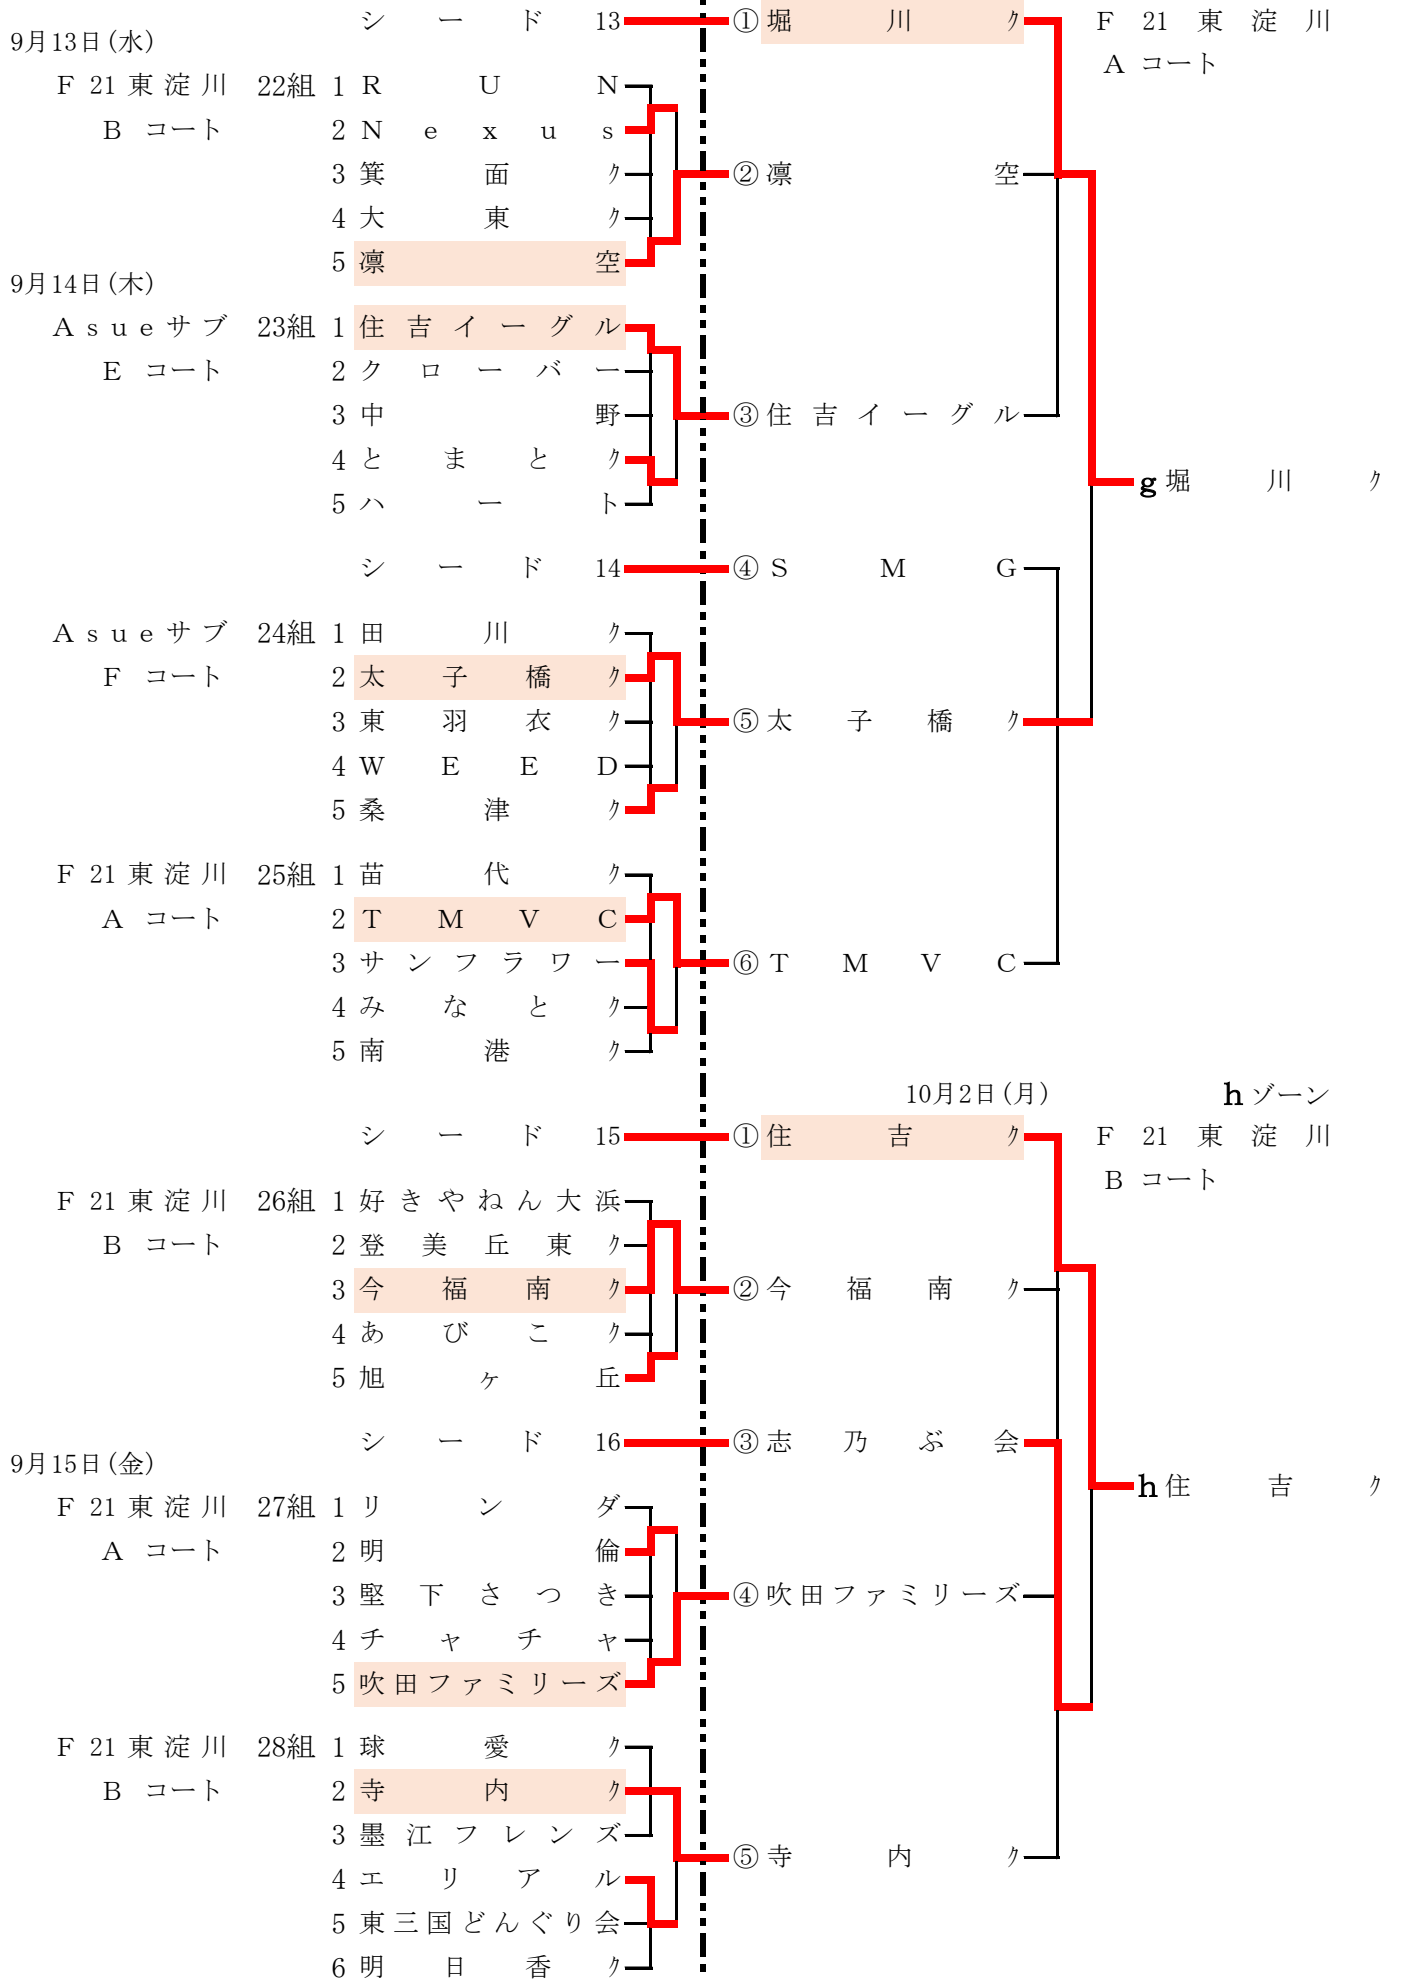 シード 13 ①堀川ク F 21 東淀川
9月13日(水)
A コート
F 21 東淀川 22組 1 RUN
B コート 2 Nexus
3 箕面ク ②凛空
4 大東ク
5 凛空
9月14日(木)
Asueサブ 23組 1 住吉イーグル
E コート 2 クローバー
3 中野 ③住吉イーグル
4 とまとク
g 堀川ク
5 ハート
シード 14 ④SMG
Asueサブ 24組 1 田川ク
F コート 2 太子橋ク
3 東羽衣ク ⑤太子橋ク
4 WEED
5 桑津ク
F 21 東淀川 25組 1 苗代ク
A コート 2 TMVC
3 サンフラワー ⑥TMVC
4 みなとク
5 南港ク
10月2日(月) hゾーン
シード 15 ①住吉ク F 21 東淀川
B コート
F 21 東淀川 26組 1 好きやねん大浜
B コート 2 登美丘東ク
3 今福南ク ②今福南ク
4 あびこク
5 旭ヶ丘
シード 16 ③志乃ぶ会
9月15日(金)
h 住吉ク
F 21 東淀川 27組 1 リンダ
A コート 2 明倫
3 堅下さつき ④吹田ファミリーズ
4 チャチャ
5 吹田ファミリーズ
F 21 東淀川 28組 1 球愛ク
B コート 2 寺内ク
3 墨江フレンズ
⑤寺内ク
4 エリアル
5 東三国どんぐり会
6 明日香ク